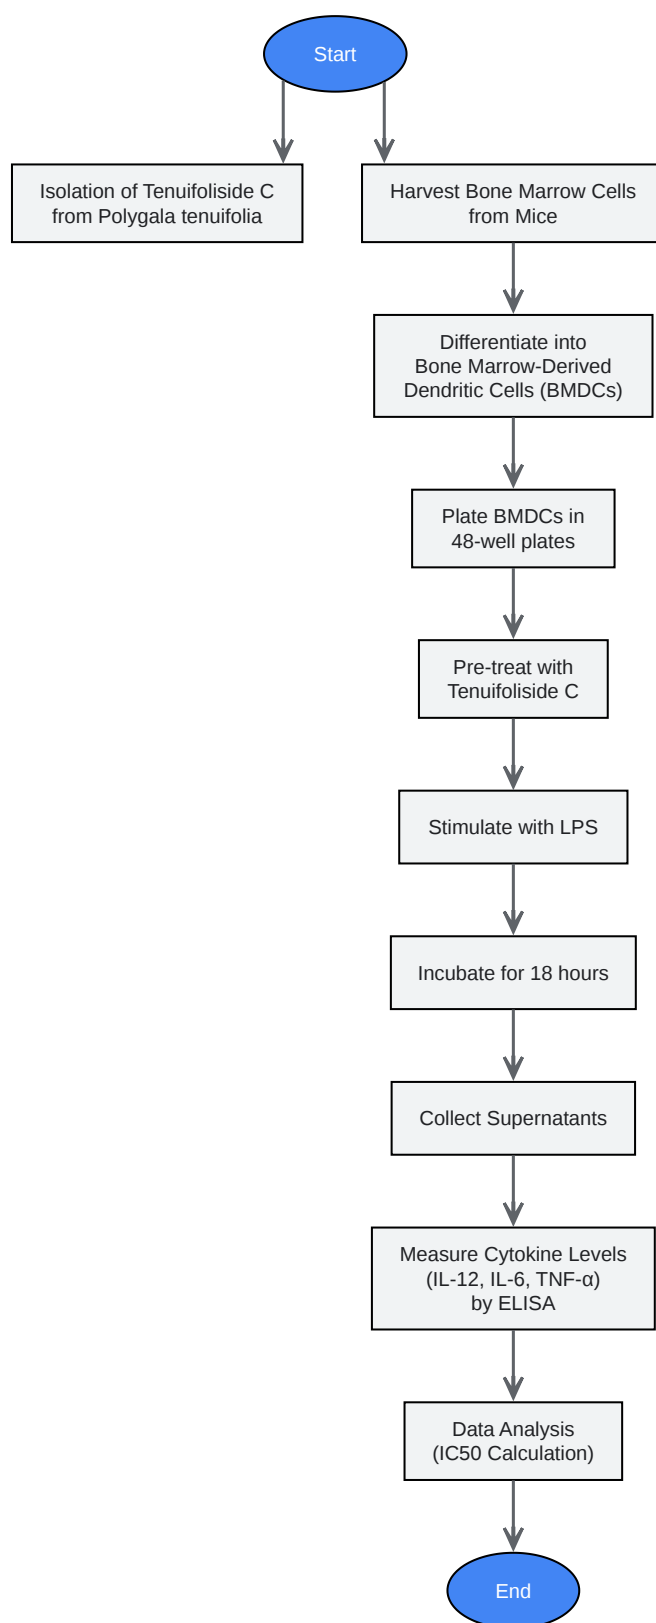 Start
Isolation of Tenuifoliside C
from Polygala tenuifolia
Harvest Bone Marrow Cells
from Mice
Differentiate into
Bone Marrow-Derived
Dendritic Cells (BMDCs)
Plate BMDCs in
48-well plates
Pre-treat with
Tenuifoliside C
Stimulate with LPS
Incubate for 18 hours
Collect Supernatants
Measure Cytokine Levels
(IL-12, IL-6, TNF-α)
by ELISA
Data Analysis
(IC50 Calculation)
End